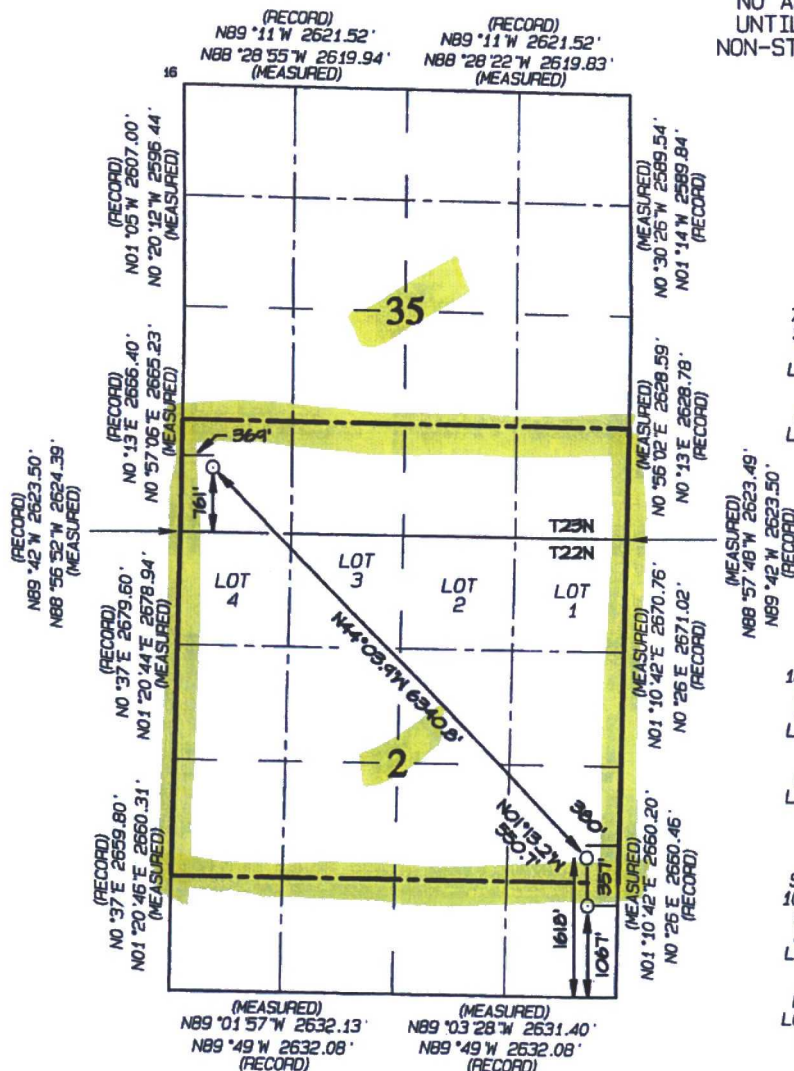 NO A
UNTIL
NON-ST
(RECORD)
N89°11'W 2621.52'
N88°28'55"W 2619.94'
(MEASURED)
(RECORD)
N89°11'W 2621.52'
N88°28'22"W 2619.83'
(MEASURED)
16
(RECORD)
N01°05'W 2607.00'
N0°20'12"W 2596.44'
(MEASURED)
N0°30'26"W 2589.54'
(MEASURED)
N01°14'W 2589.84'
(RECORD)
35
(RECORD)
N0°13'E 2666.40'
N0°57'06"E 2665.23'
(MEASURED)
(MEASURED)
N0°56'02"E 2628.59'
N0°13'E 2628.78'
(RECORD)
369'
761'
(RECORD)
N89°42'W 2623.50'
N88°56'52"W 2624.39'
(MEASURED)
T23N
T22N
(MEASURED)
N88°57'48"W 2623.49'
N89°42'W 2623.50'
(RECORD)
LOT
4
LOT
3
LOT
2
LOT
1
(RECORD)
N0°37'E 2679.60'
N01°20'44"E 2678.94'
(MEASURED)
N44°03.9'W 6340.8'
(MEASURED)
N01°10'42"E 2670.76'
N0°26'E 2671.02'
(RECORD)
2
N01°13.2'W
550.7'
380'
351'
1618'
1067'
(RECORD)
N0°37'E 2659.80'
N01°20'46"E 2660.31'
(MEASURED)
(MEASURED)
N01°10'42"E 2660.20'
N0°26'E 2660.46'
(RECORD)
(MEASURED)
N89°01'57"W 2632.13'
N89°49'W 2632.08'
(RECORD)
(MEASURED)
N89°03'28"W 2631.40'
N89°49'W 2632.08'
(RECORD)